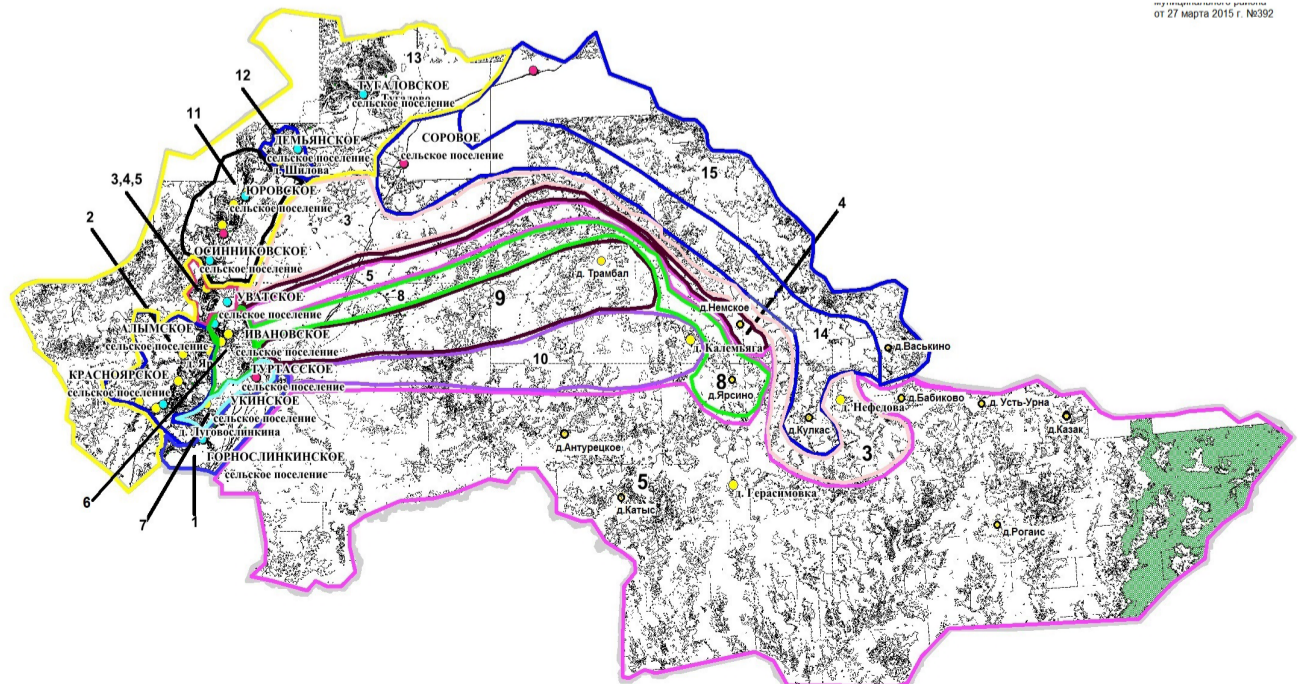 от 27 марта 2015 г. №392
13
12
ТУГАЛОВСКОЕ
сельское поселение
11
ДЕМЬЯНСКОЕ
сельское поселение
д. Шилова
СОРОВОЕ
сельское поселение
15
3,4,5
ЮРОВСКОЕ
сельское поселение
3
4
2
ОСИННИКОВСКОЕ
сельское поселение
5
8
9
д. Трамбал
УВАТСКОЕ
сельское поселение
д.Немское
14
АЛЫМСКОЕ
сельское поселение
ИВАНОВСКОЕ
сельское поселение
д. Калемьяга
д.Васькино
10
КРАСНОЯРСКОЕ
сельское поселение
ТУРТАССКОЕ
сельское поселение
8
д.Ярсино
д. Нефедова
д.Бабиково
д. Усть-Урна
д.Казак
УКИНСКОЕ
сельское поселение
д.Кулкас
д. Луговослинкина
д.Антурецкое
ГОРНОСЛИНКИНСКОЕ
сельское поселение
3
5
д. Герасимовка
д.Катыс
6
7
1
д.Рогаис